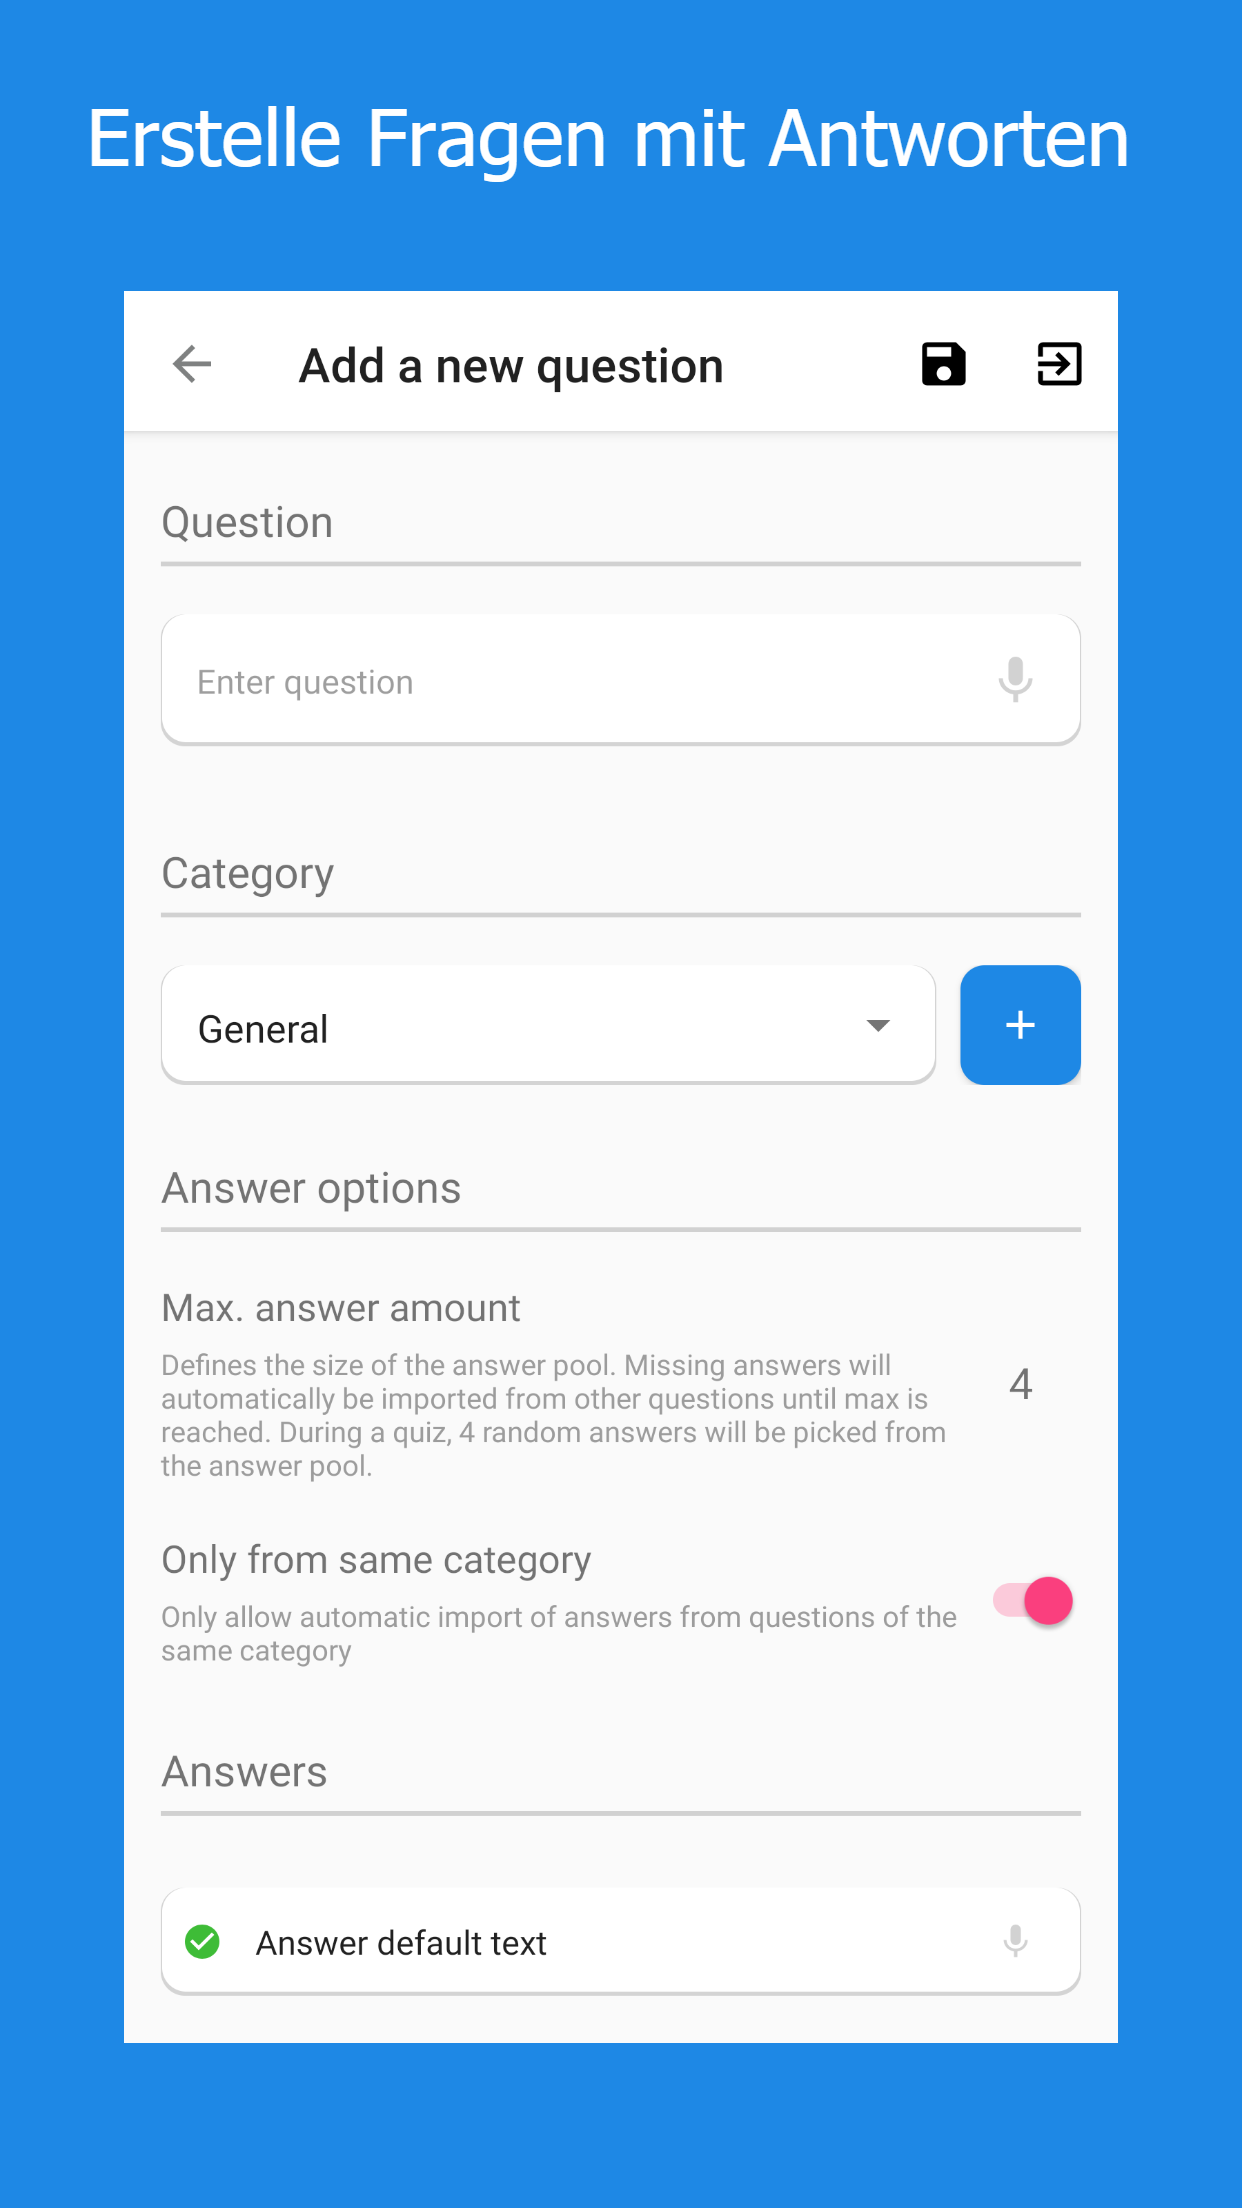 Erstelle Fragen mit Antworten
Add a new question
Question
Enter question
Category
General
+
Answer options
Max. answer amount
Defines the size of the answer pool. Missing answers will
automatically be imported from other questions until max is
reached. During a quiz, 4 random answers will be picked from
the answer pool.
4
Only from same category
Only allow automatic import of answers from questions of the
same category
Answers
Answer default text